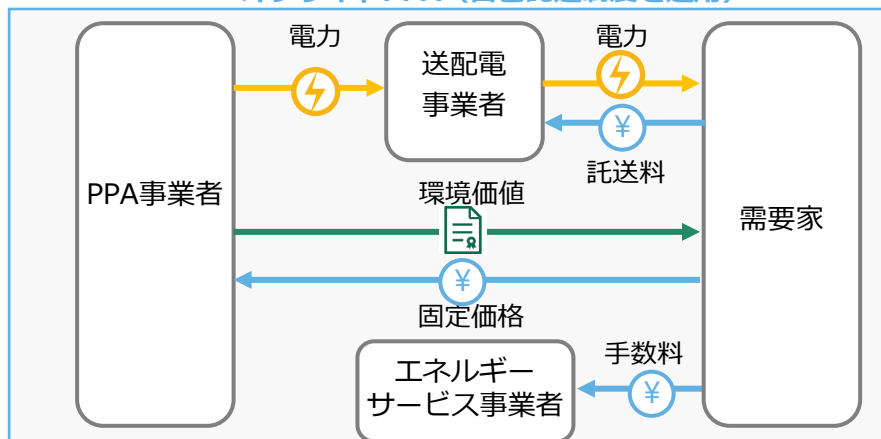 電力
電力
送配電
事業者
託送料
PPA事業者
環境価値
需要家
¥
¥
固定価格
手数料
エネルギー
サービス事業者
¥